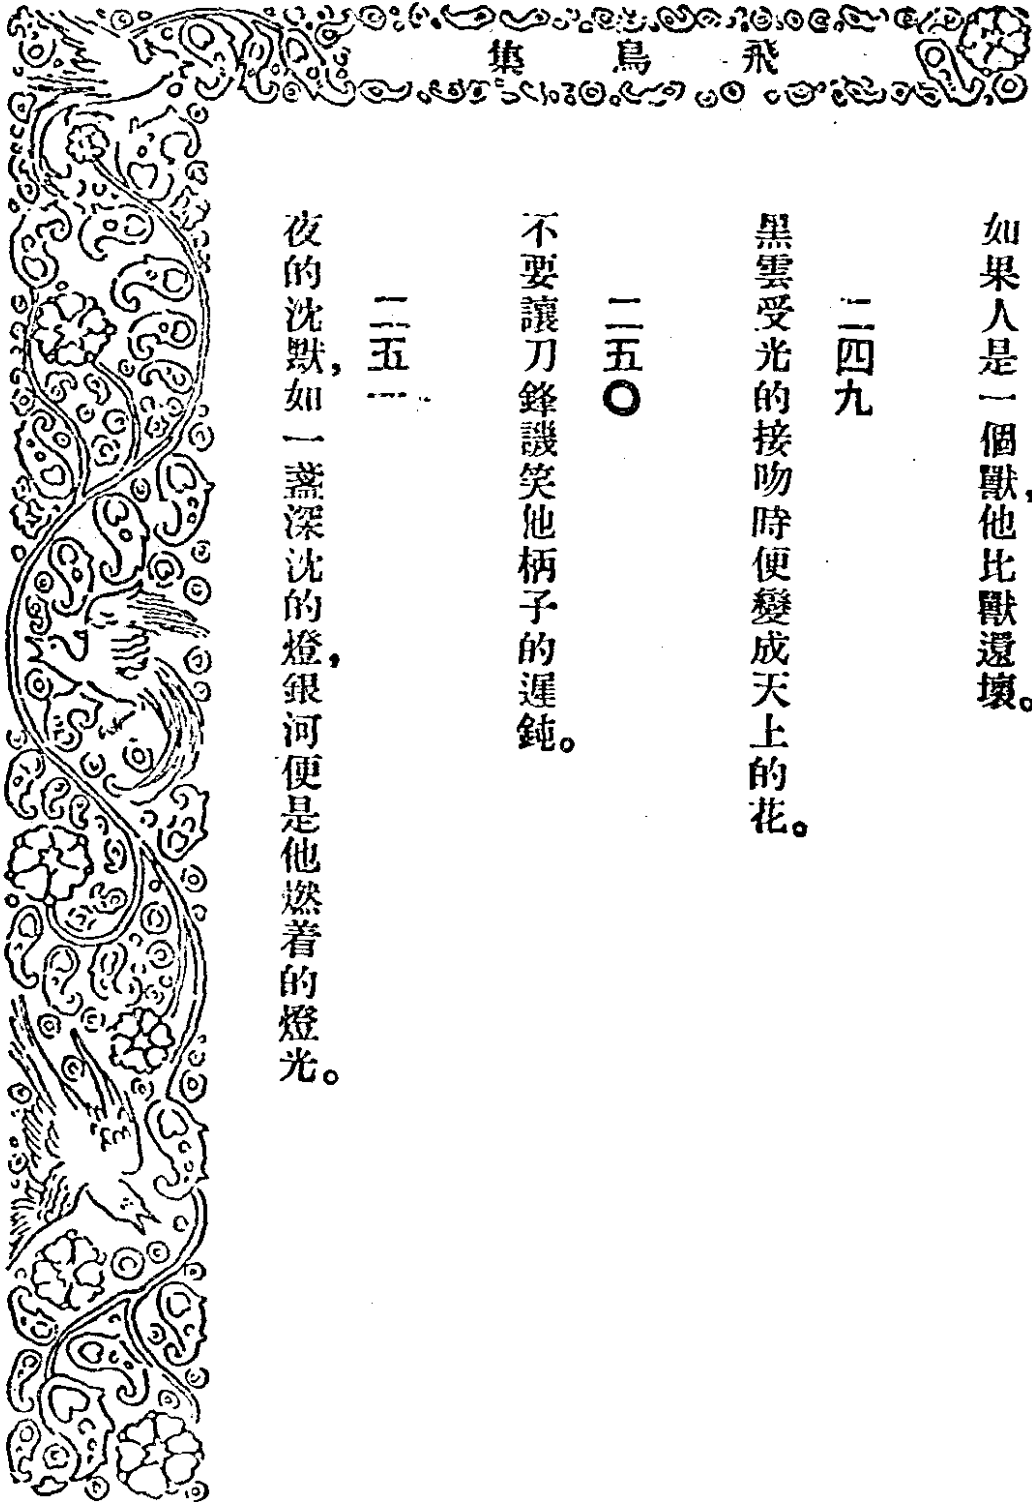 飛鳥集
如果人是一個獸,他比獸還壞。
二四九
黑雲受光的接吻時便變成天上的花。
二五〇
不要讓刀鋒譏笑他柄子的遲鈍。
二五一
夜的沈默,如一盞深沈的燈,銀河便是他燃着的燈光。